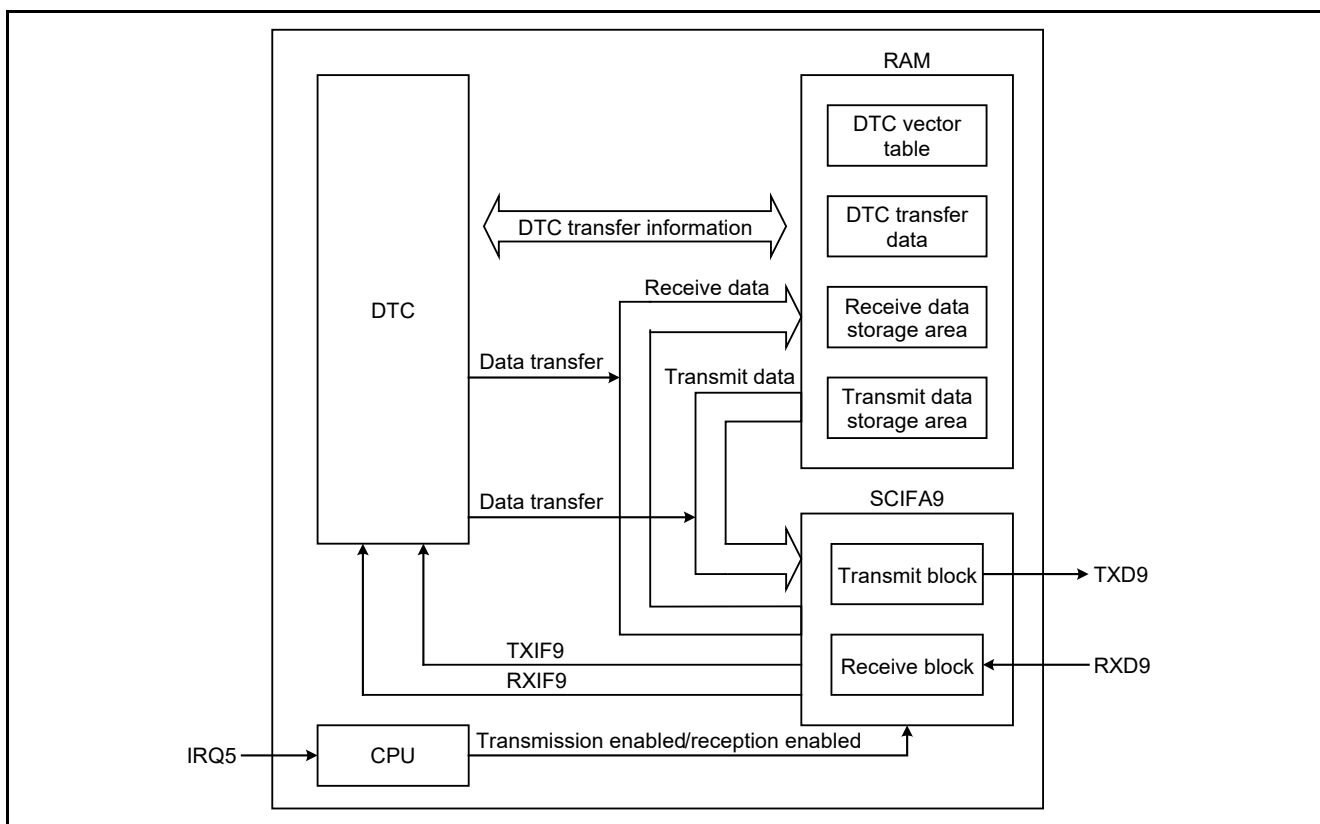 RAM
DTC vector
table
DTC transfer
data
DTC transfer information
DTC
Receive data
Receive data
storage area
Data transfer
Transmit data
Transmit data
storage area
Data transfer
SCIFA9
Transmit block
TXD9
TXIF9
Receive block
RXD9
RXIF9
IRQ5
CPU
Transmission enabled/reception enabled